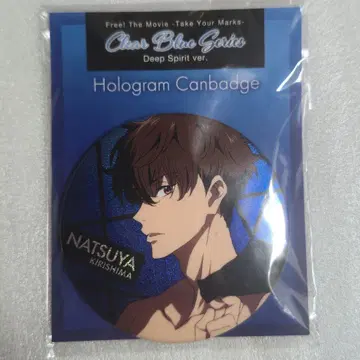 Free! The Movie -Take Your Marks-
Clear Blue Series
Deep Spirit ver.
Hologram Canbadge
NATSUYA
KIRISHIMA